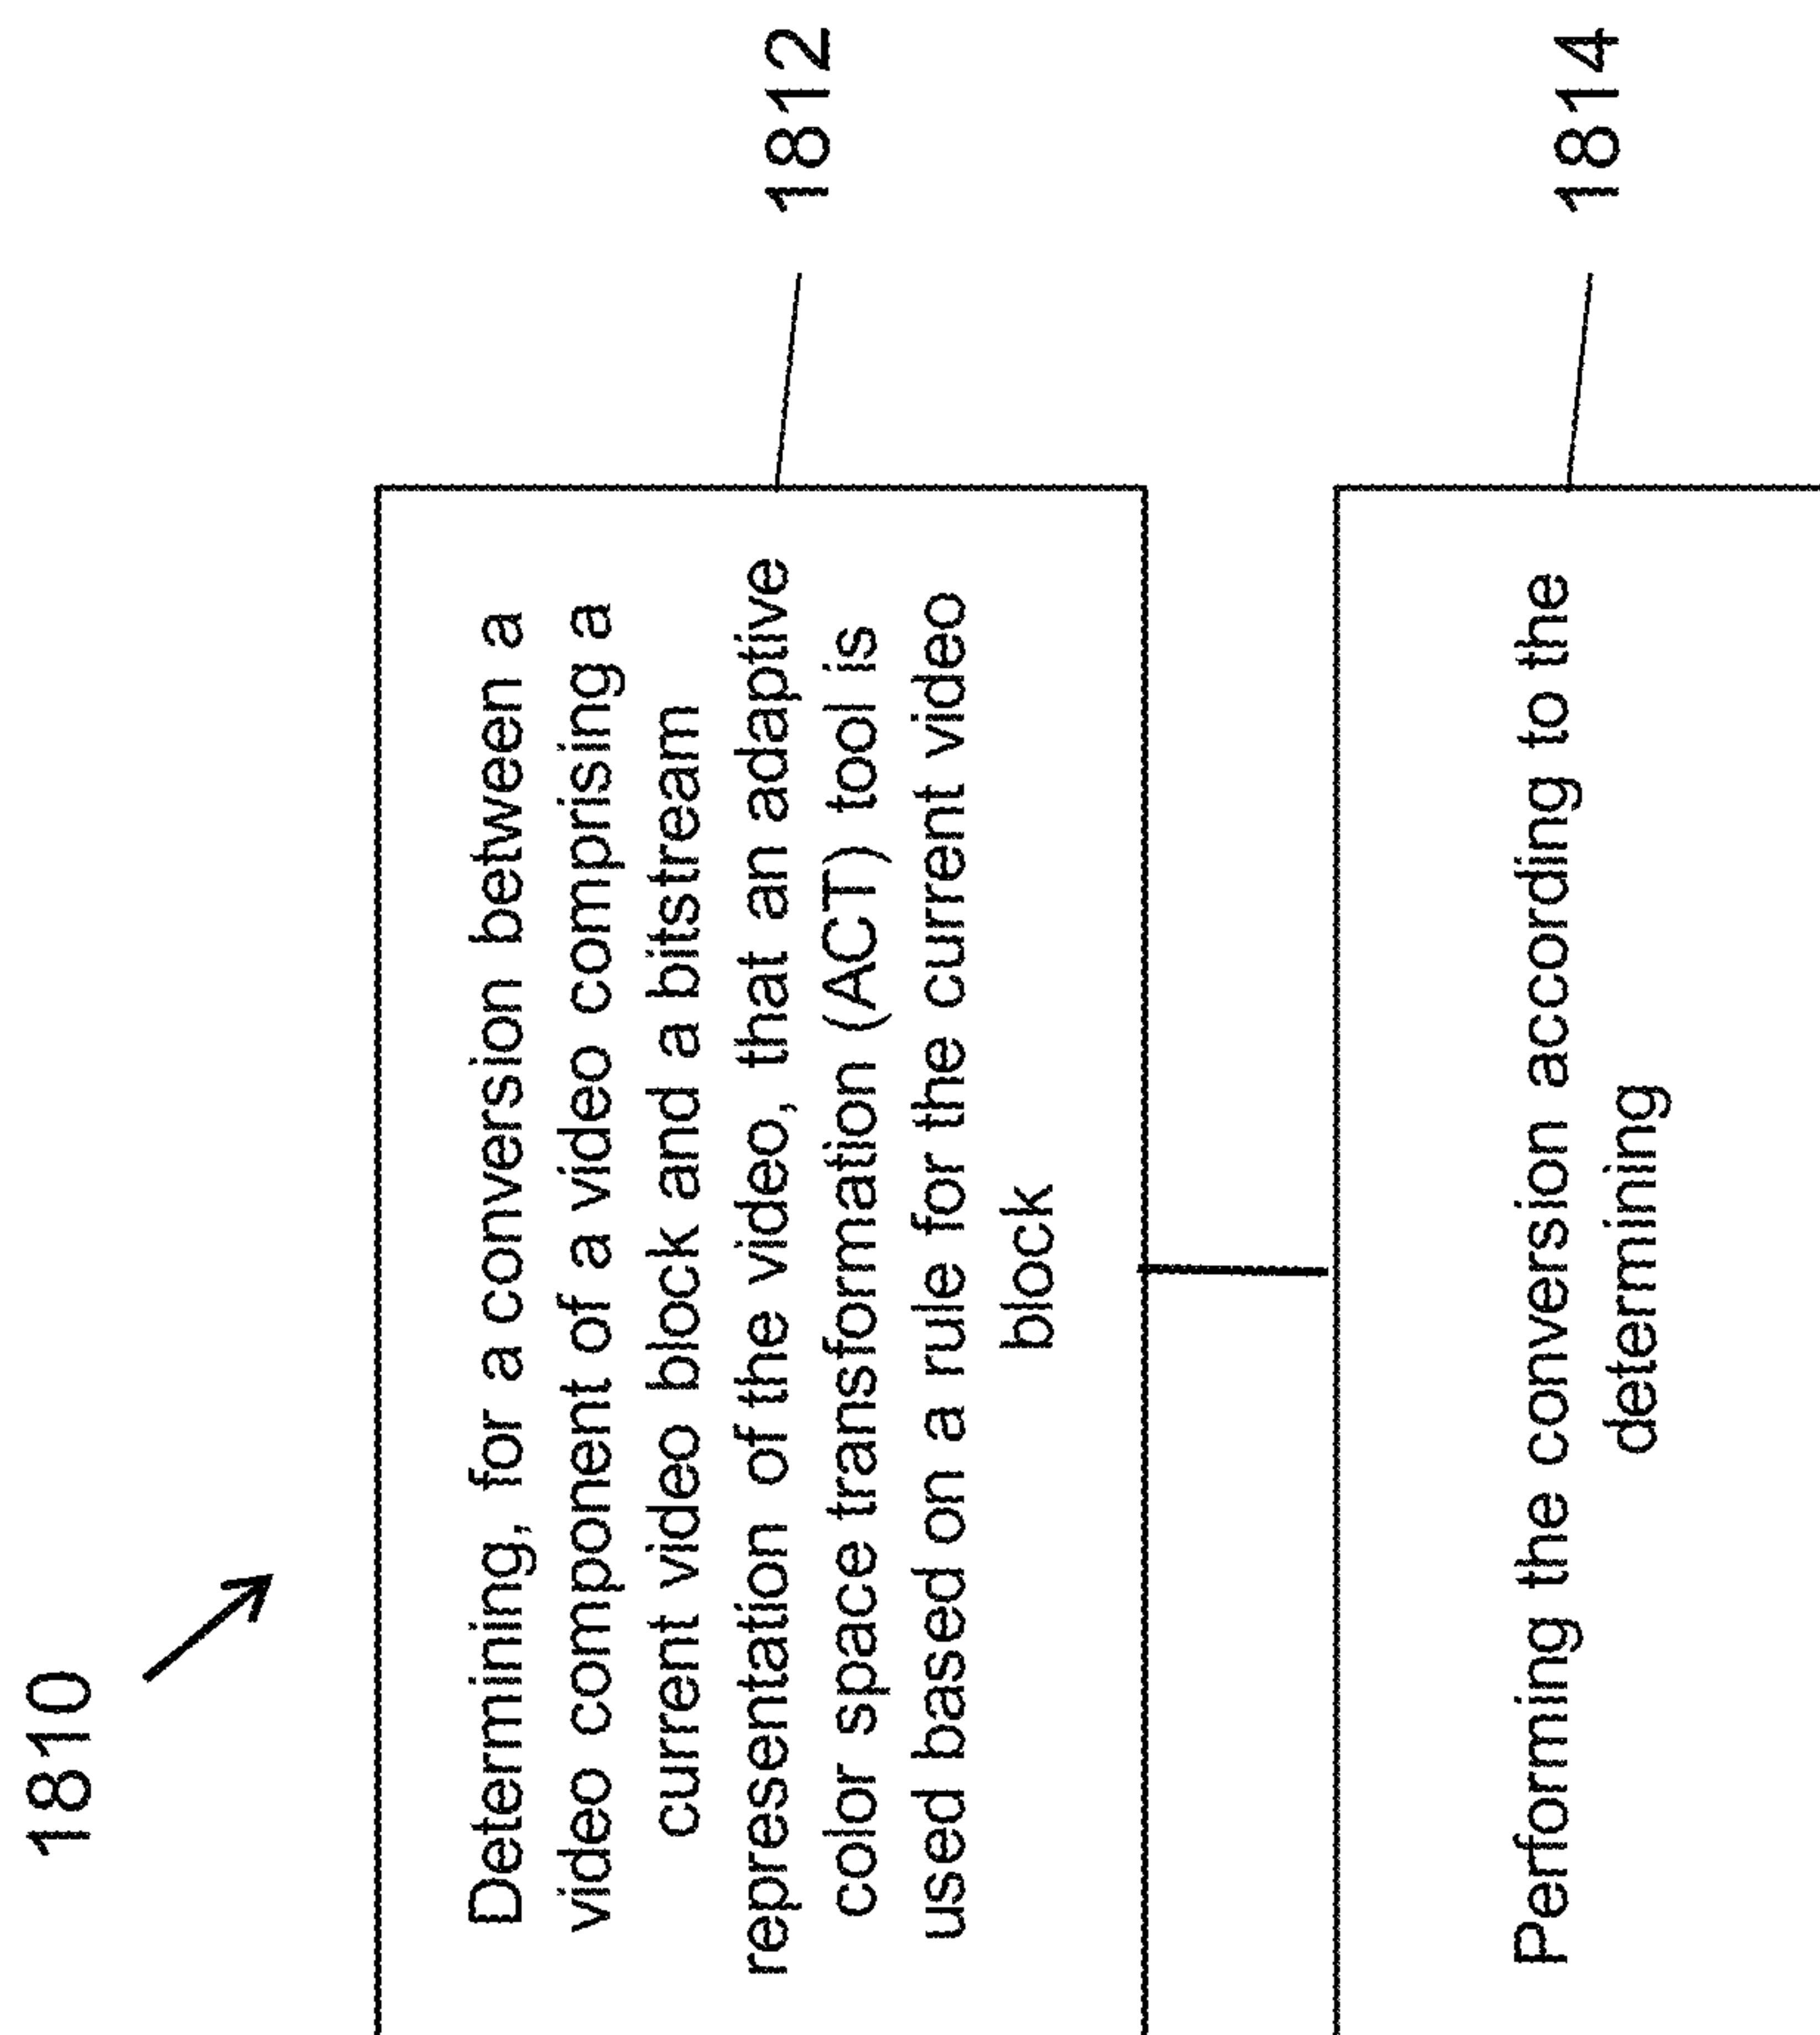 1810
Determining, for a conversion between a
video component of a video comprising a
current video block and a bitstream
representation of the video, that an adaptive
color space transformation (ACT) tool is
used based on a rule for the current video
block
1812
Performing the conversion according to the
determining
1814